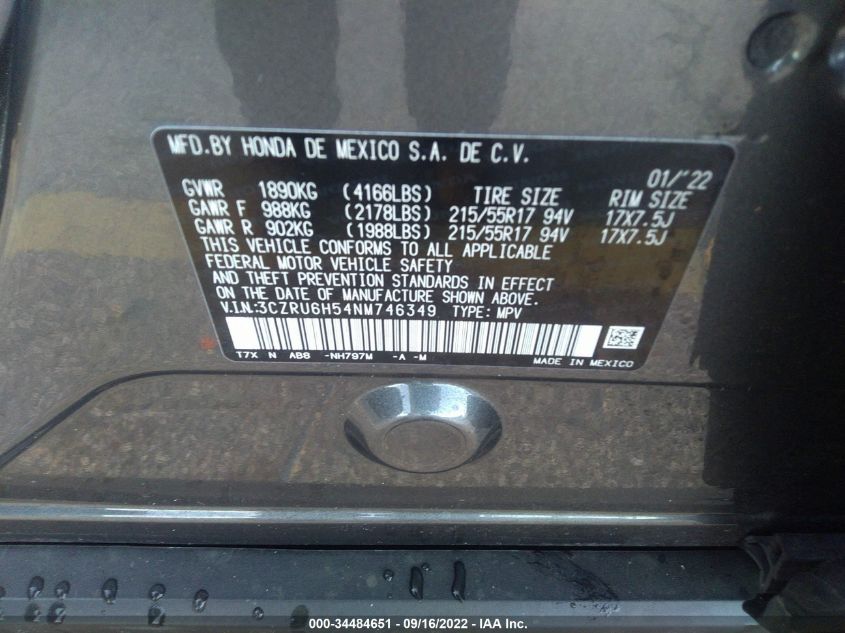 MFD.BY HONDA DE MEXICO S.A. DE C.V.
01/'22
GVWR 1890KG (4166LBS) TIRE SIZE RIM SIZE
GAWR F 988KG (2178LBS) 215/55R17 94V 17X7.5J
GAWR R 902KG (1988LBS) 215/55R17 94V 17X7.5J
THIS VEHICLE CONFORMS TO ALL APPLICABLE
FEDERAL MOTOR VEHICLE SAFETY
AND THEFT PREVENTION STANDARDS IN EFFECT
ON THE DATE OF MANUFACTURE SHOWN ABOVE.
V.I.N:3CZRU6H54NM746349 TYPE: MPV
T7X N ABS -NH797M -A -M
MADE IN MEXICO
000-34484651 - 09/16/2022 - IAA Inc.